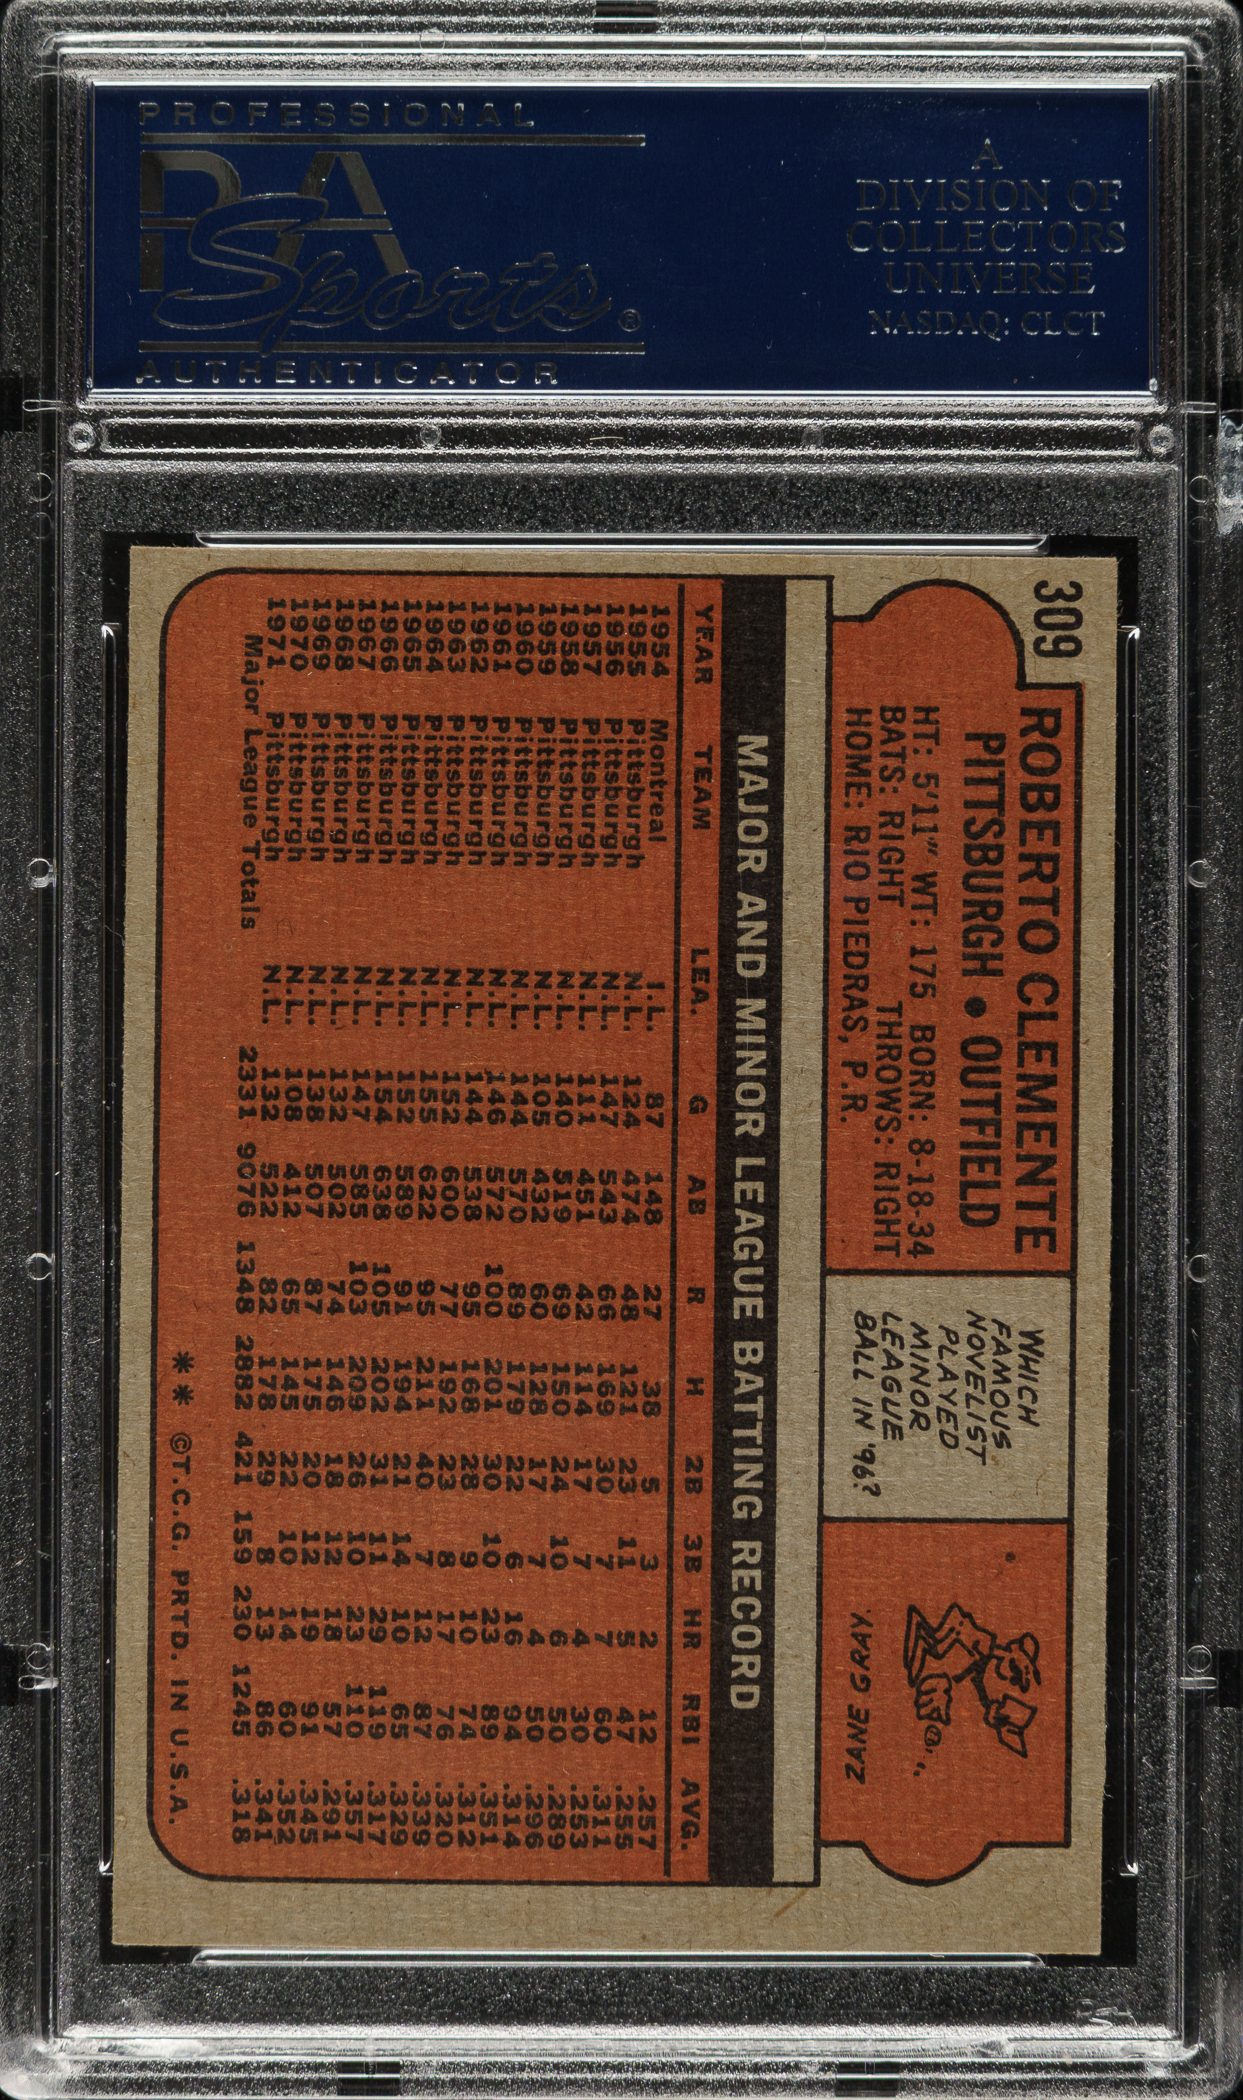 PROFESSIONAL
PSA
Sports®
AUTHENTICATOR
A
DIVISION OF
COLLECTORS
UNIVERSE
NASDAQ: CLCT
309
ROBERTO CLEMENTE
PITTSBURGH • OUTFIELD
HT: 5'11" WT: 175 BORN: 8-18-34
BATS: RIGHT THROWS: RIGHT
HOME: RIO PIEDRAS, P.R.
WHICH
FAMOUS
NOVELIST
PLAYED
MINOR
LEAGUE
BALL IN '96?
ZANE GRAY.
MAJOR AND MINOR LEAGUE BATTING RECORD
YEAR TEAM LEA. G AB R H 2B 3B HR RBI AVG.
1954 Montreal I.L. 87 148 27 38 5 3 2 12 .257
1955 Pittsburgh N.L. 124 474 48 121 23 11 5 47 .255
1956 Pittsburgh N.L. 147 543 66 169 30 7 7 60 .311
1957 Pittsburgh N.L. 111 451 42 114 17 7 4 30 .253
1958 Pittsburgh N.L. 140 519 69 150 24 10 6 50 .289
1959 Pittsburgh N.L. 105 432 60 128 17 7 4 50 .296
1960 Pittsburgh N.L. 144 570 89 179 22 6 16 94 .314
1961 Pittsburgh N.L. 146 572 100 201 30 10 23 89 .351
1962 Pittsburgh N.L. 144 538 95 168 28 9 10 74 .312
1963 Pittsburgh N.L. 152 600 77 192 23 8 17 76 .320
1964 Pittsburgh N.L. 155 622 95 211 40 7 12 87 .339
1965 Pittsburgh N.L. 152 589 91 194 21 14 10 65 .329
1966 Pittsburgh N.L. 154 638 105 202 31 11 29 119 .317
1967 Pittsburgh N.L. 147 585 103 209 26 10 23 110 .357
1968 Pittsburgh N.L. 132 502 74 146 18 12 18 57 .291
1969 Pittsburgh N.L. 138 507 87 175 20 12 19 91 .345
1970 Pittsburgh N.L. 108 412 65 145 22 10 14 60 .352
1971 Pittsburgh N.L. 132 522 82 178 29 8 13 86 .341
Major League Totals 2331 9076 1348 2882 421 159 230 1245 .318
** ©T.C.G. PRTD. IN U.S.A.